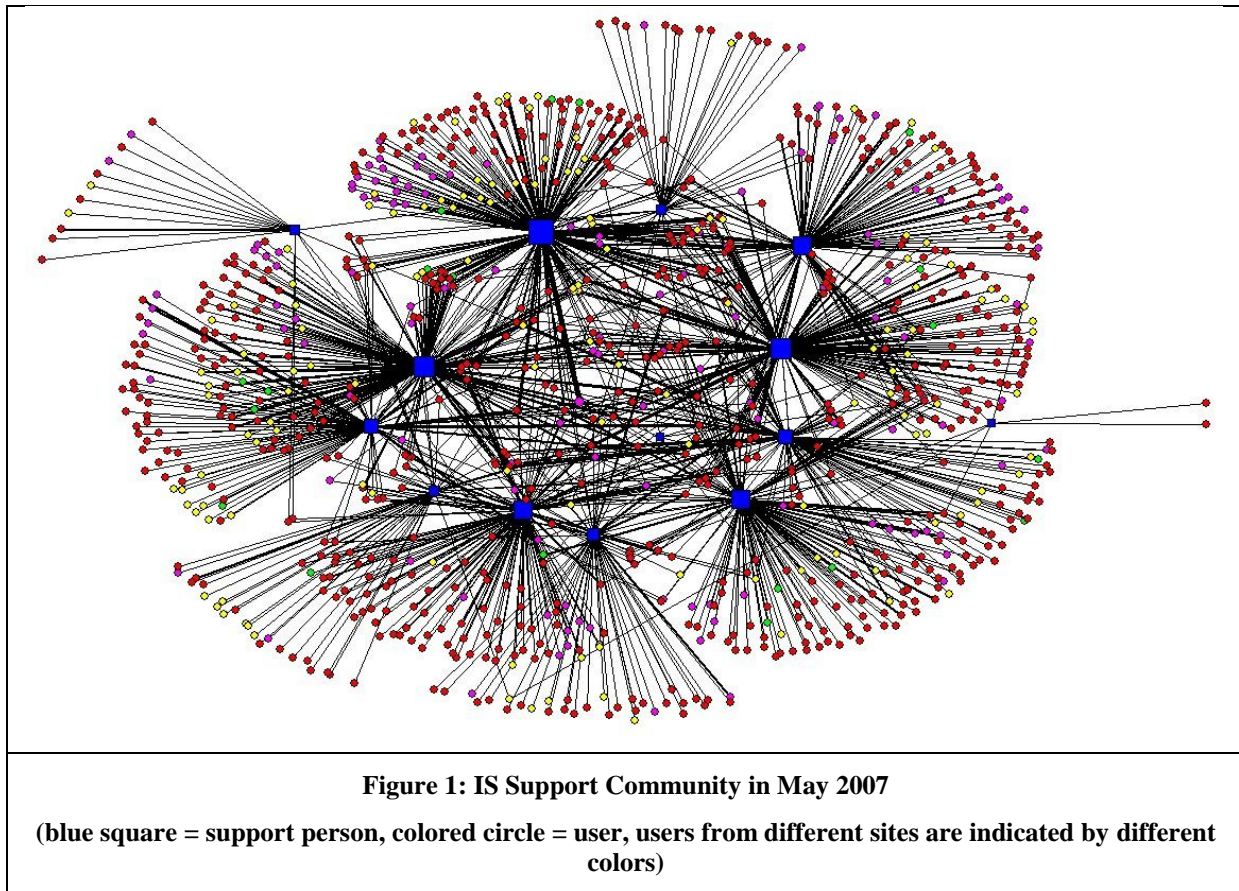 Figure 1: IS Support Community in May 2007
(blue square = support person, colored circle = user, users from different sites are indicated by different
colors)